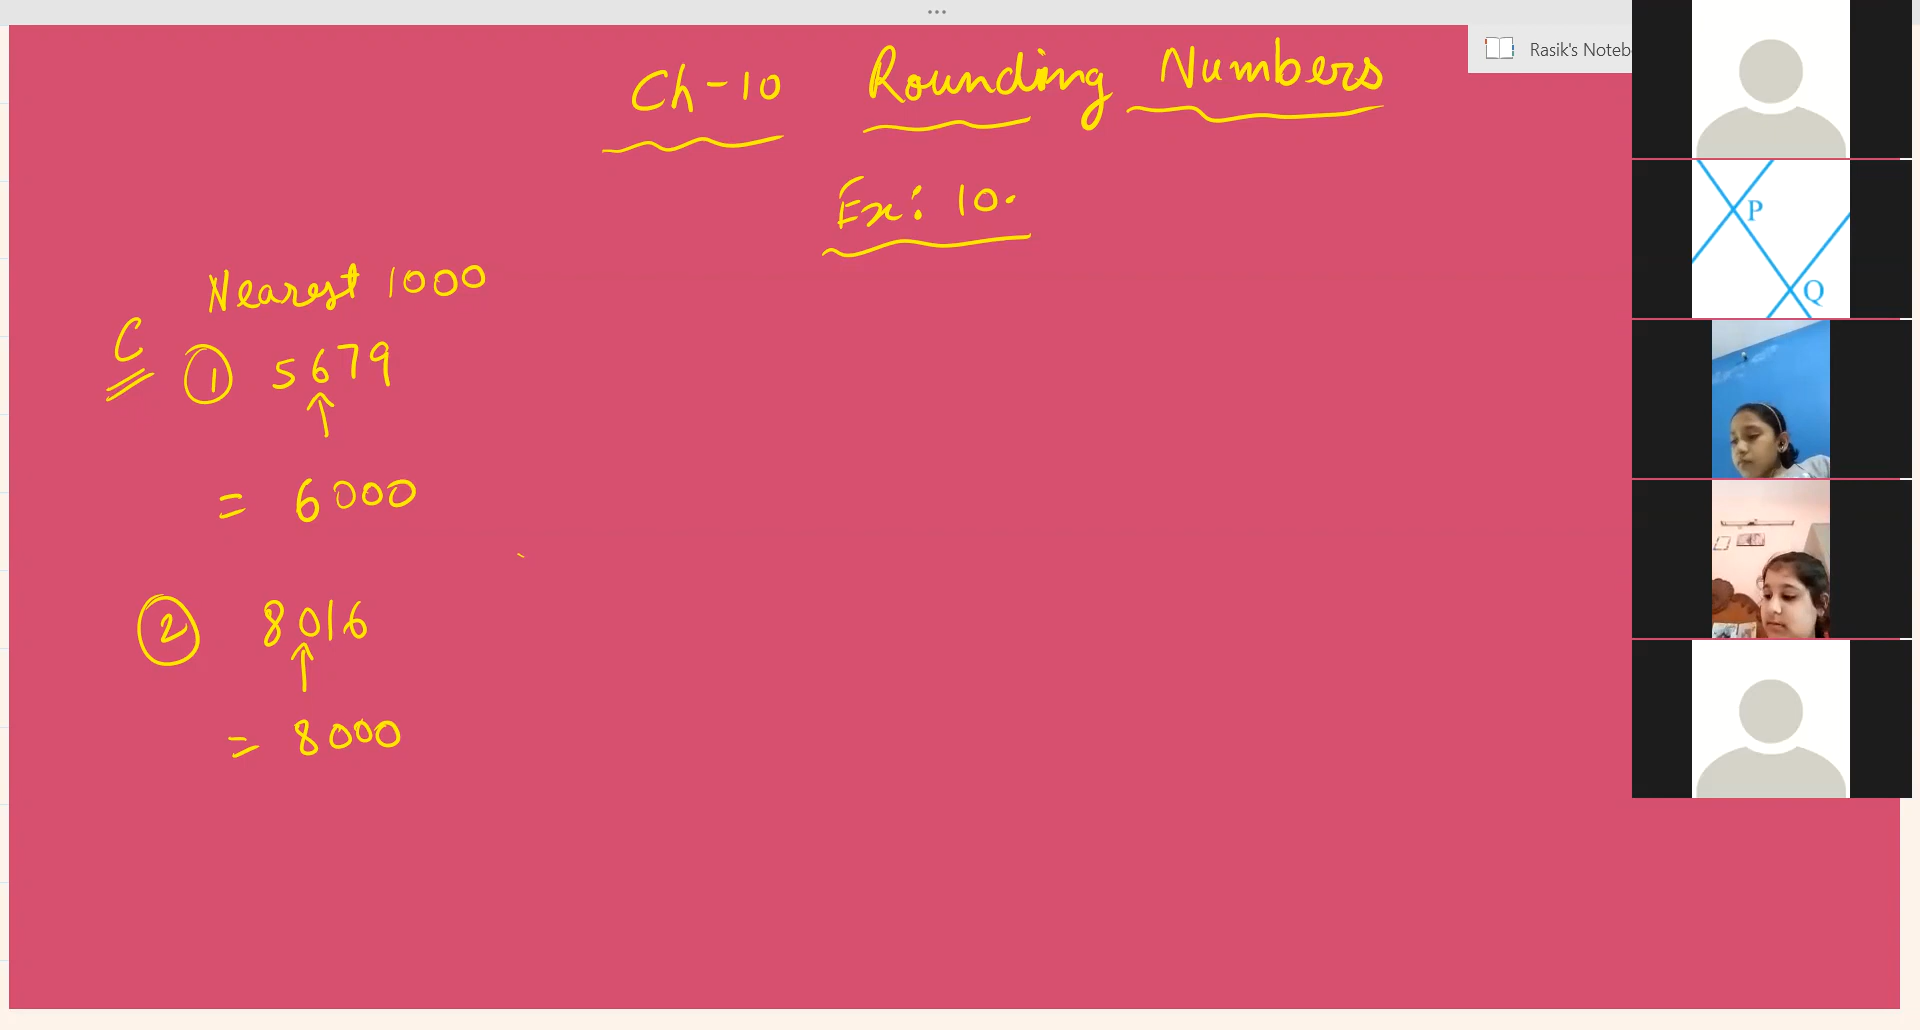 Ch-10 Rounding Numbers
Rasik's Noteb
Ex: 10.
Nearest 1000
C
① 5679
= 6000
② 8016
= 8000
P
Q